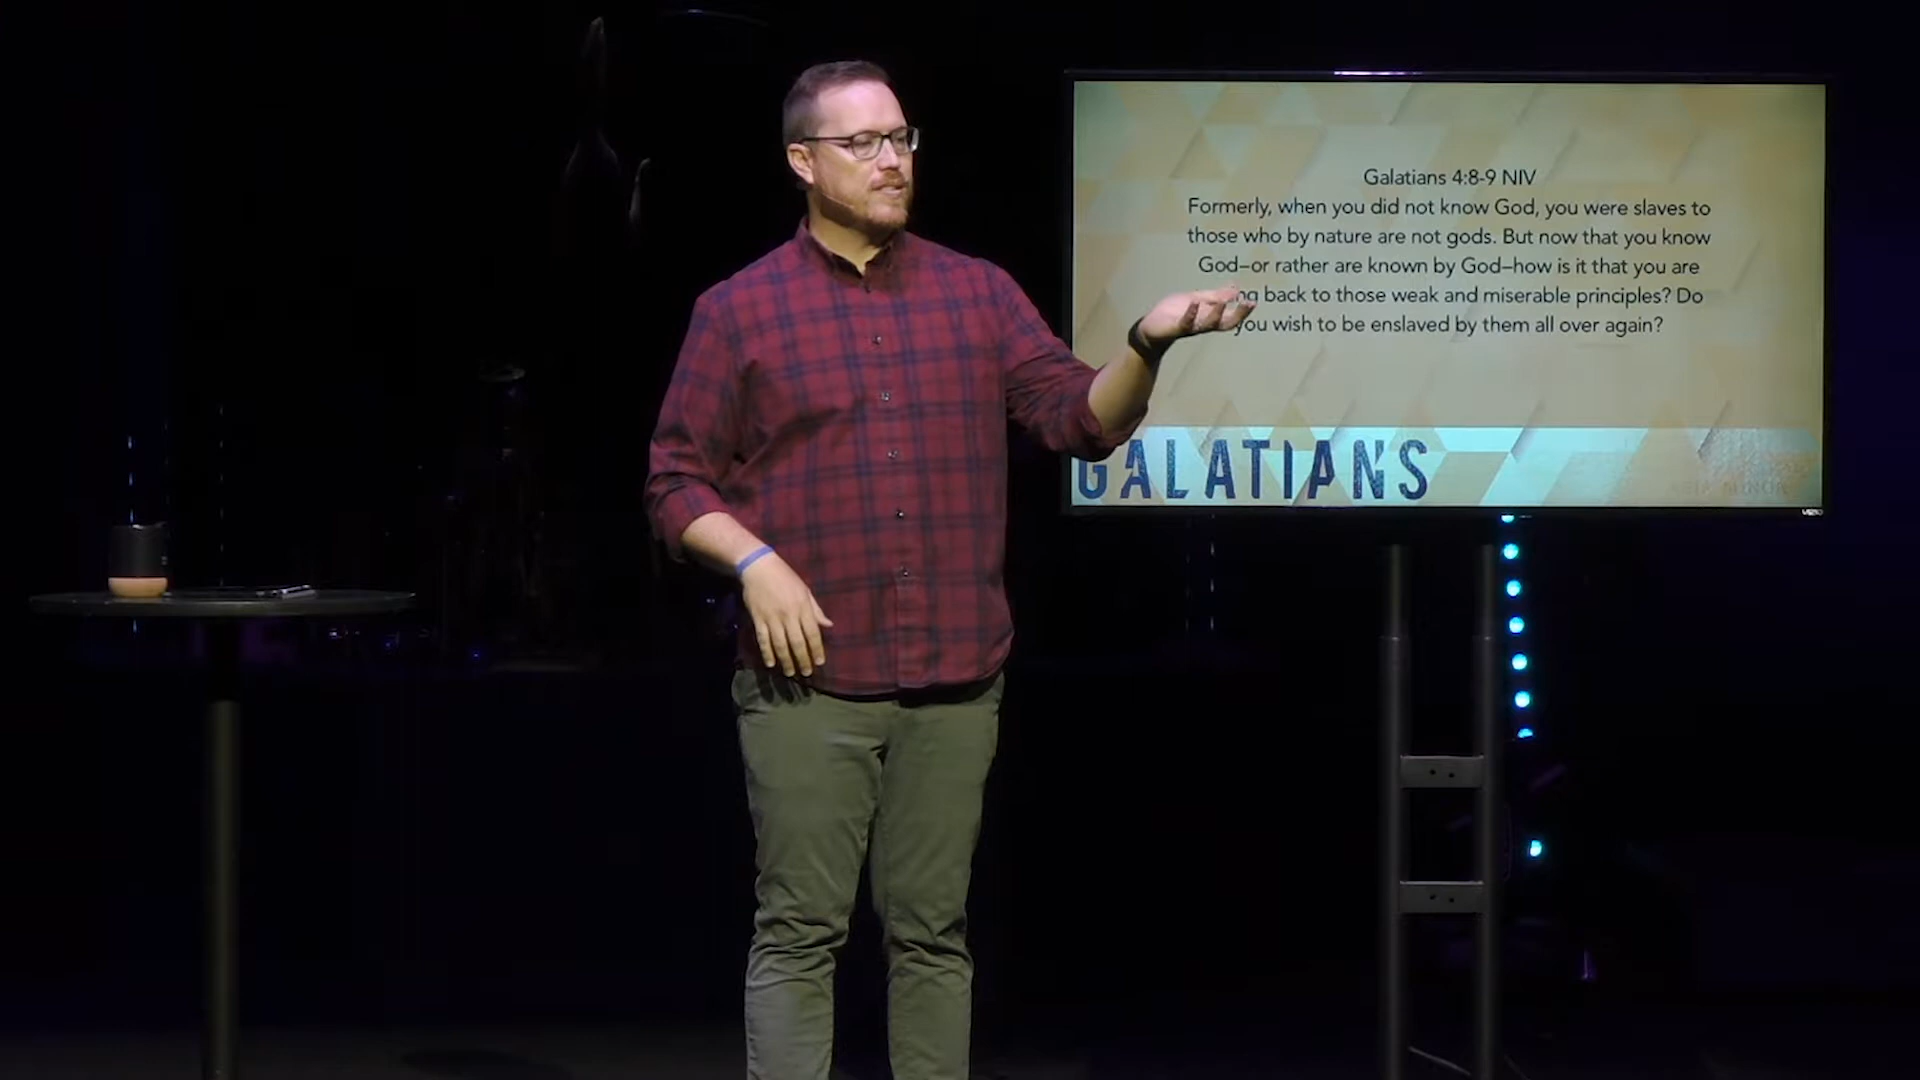 Galatians 4:8-9 NIV
Formerly, when you did not know God, you were slaves to
those who by nature are not gods. But now that you know
God–or rather are known by God–how is it that you are
back to those weak and miserable principles? Do
you wish to be enslaved by them all over again?
GALATIANS
ASIA MINOR
VIZIO